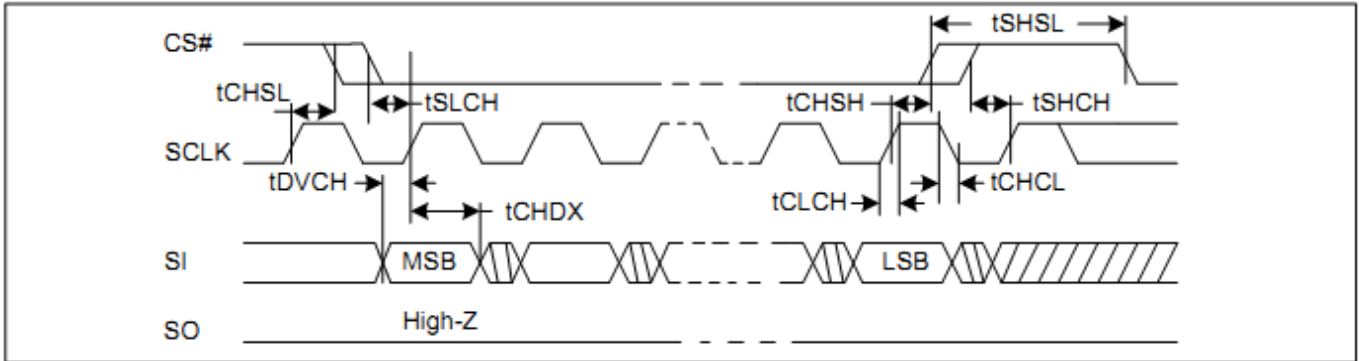 tSHSL
CS#
tCHSL
tSLCH
tCHSH
tSHCH
SCLK
tDVCH
tCHDX
tCLCH
tCHCL
SI
MSB
LSB
High-Z
SO